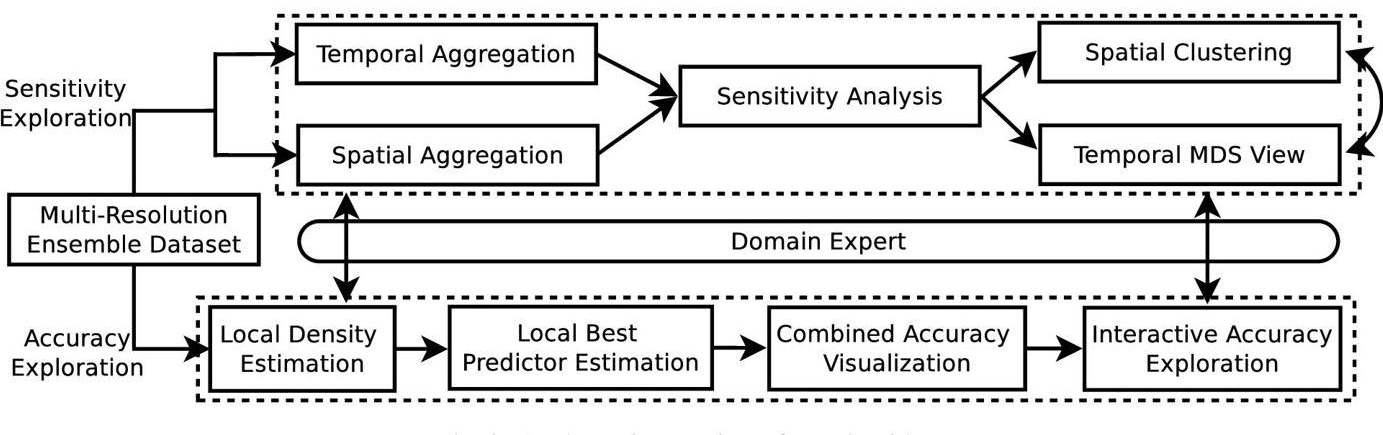 Temporal Aggregation
Spatial Clustering
Sensitivity
Exploration
Sensitivity Analysis
Spatial Aggregation
Temporal MDS View
Multi-Resolution
Ensemble Dataset
Domain Expert
Accuracy
Exploration
Local Density
Estimation
Local Best
Predictor Estimation
Combined Accuracy
Visualization
Interactive Accuracy
Exploration